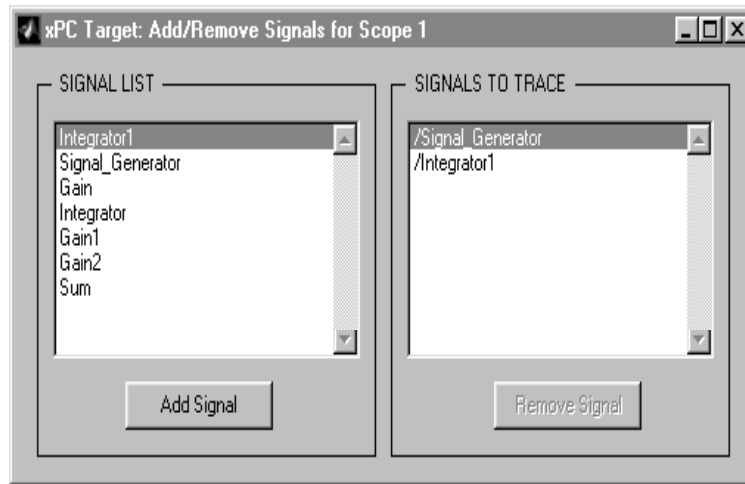 xPC Target: Add/Remove Signals for Scope 1
SIGNAL LIST
Integrator1
Signal_Generator
Gain
Integrator
Gain1
Gain2
Sum
Add Signal
SIGNALS TO TRACE
/Signal_Generator
/Integrator1
Remove Signal